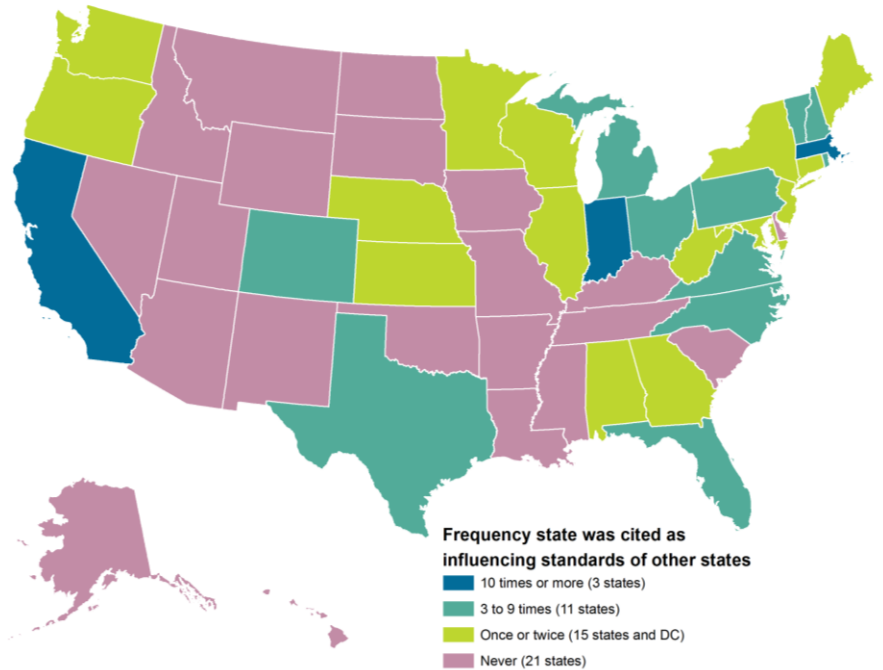 Frequency state was cited as
influencing standards of other states
10 times or more (3 states)
3 to 9 times (11 states)
Once or twice (15 states and DC)
Never (21 states)